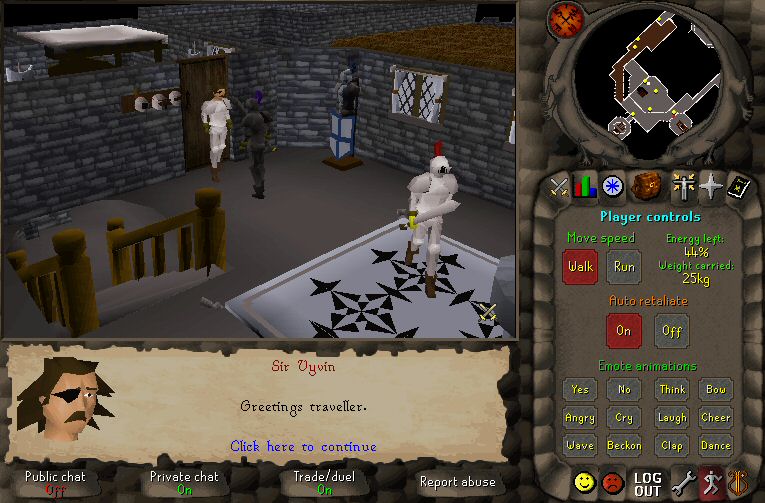 Player controls
Move speed
Energy left:
44%
Walk
Run
Weight carried:
25kg
Auto retaliate
On
Off
Emote animations
Yes
No
Think
Bow
Angry
Cry
Laugh
Cheer
Wave
Beckon
Clap
Dance
LOG
OUT
Sir Vyvin
Greetings traveller.
Click here to continue
Public chat
Off
Private chat
On
Trade/duel
On
Report abuse